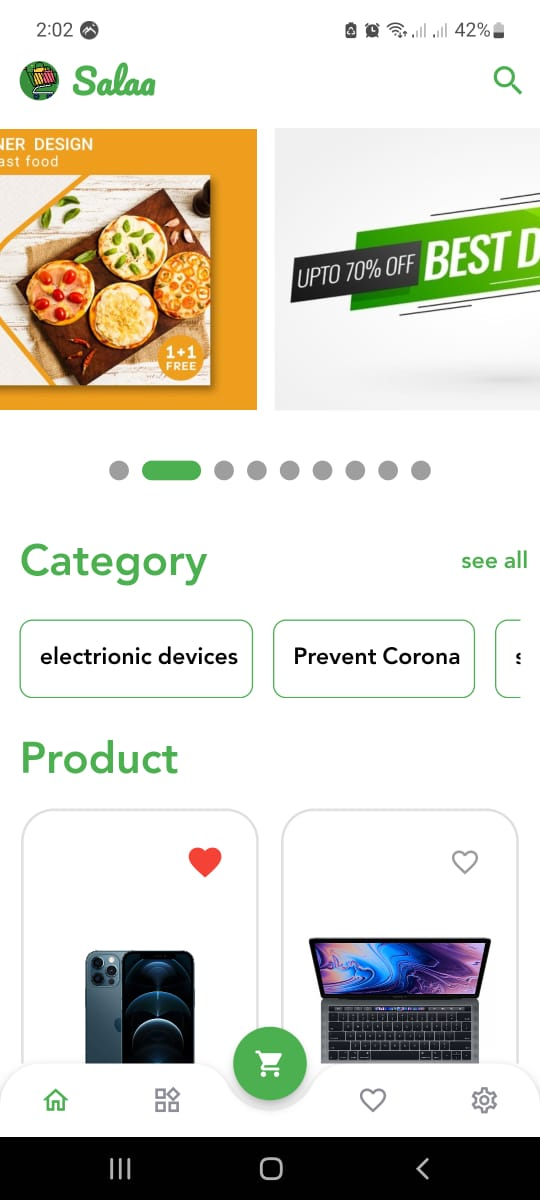 2:02
42%
Salaa
NER DESIGN
ast food
1+1
FREE
UPTO 70% OFF
BEST D
Category
see all
electrionic devices
Prevent Corona
Product